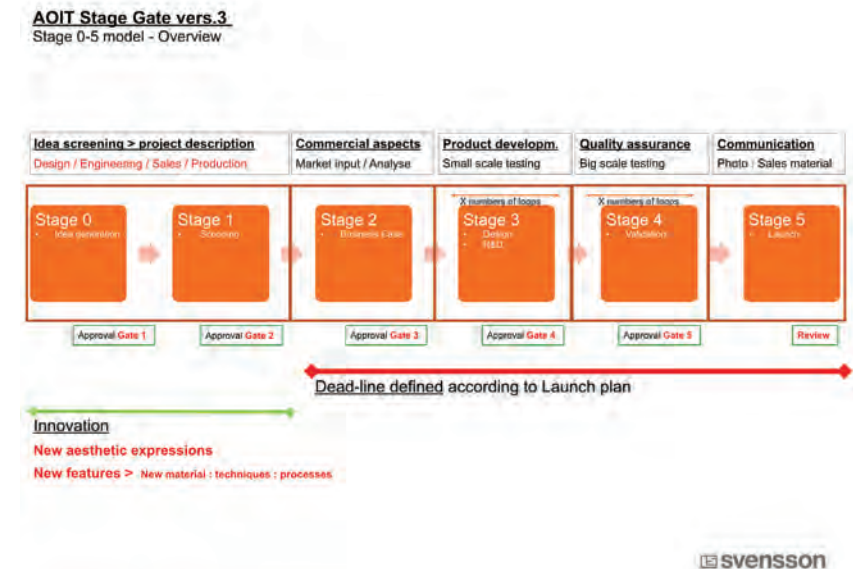 AOIT Stage Gate vers.3
Stage 0-5 model - Overview
Idea screening > project description
Design / Engineering / Sales / Production
Commercial aspects
Market input / Analyse
Product developm.
Small scale testing
Quality assurance
Big scale testing
Communication
Photo : Sales material
X numbers of loops
X numbers of loops
Stage 0
• Idea generation
Stage 1
• Screening
Stage 2
• Business Case
Stage 3
• Design
• R&D
Stage 4
• Validation
Stage 5
• Launch
Approval Gate 1
Approval Gate 2
Approval Gate 3
Approval Gate 4
Approval Gate 5
Review
Dead-line defined according to Launch plan
Innovation
New aesthetic expressions
New features > New material : techniques : processes
svensson